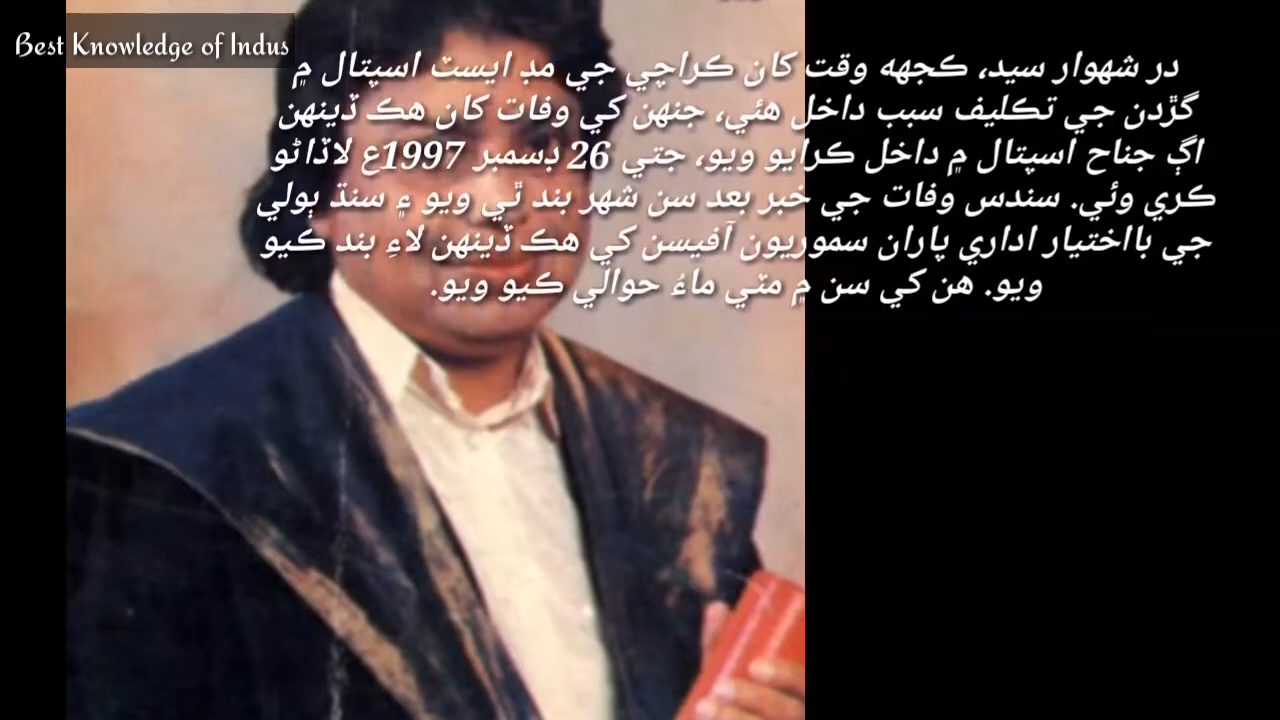 Best Knowledge of Indus
در شهوار سيد، ڪجهه وقت کان ڪراچي جي مڊ ايسٽ اسپتال ۾
گڙدن جي تڪليف سبب داخل هئي، جنهن کي وفات کان هڪ ڏينهن
اڳ جناح اسپتال ۾ داخل ڪرايو ويو، جتي 26 ڊسمبر 1997ع لاڏاڻو
ڪري وئي. سندس وفات جي خبر بعد سن شهر بند ٿي ويو ۽ سنڌ ٻولي
جي بااختيار اداري پاران سموريون آفيسن کي هڪ ڏينهن لاءِ بند ڪيو
ويو. هن کي سن ۾ مٽي ماءُ حوالي ڪيو ويو.